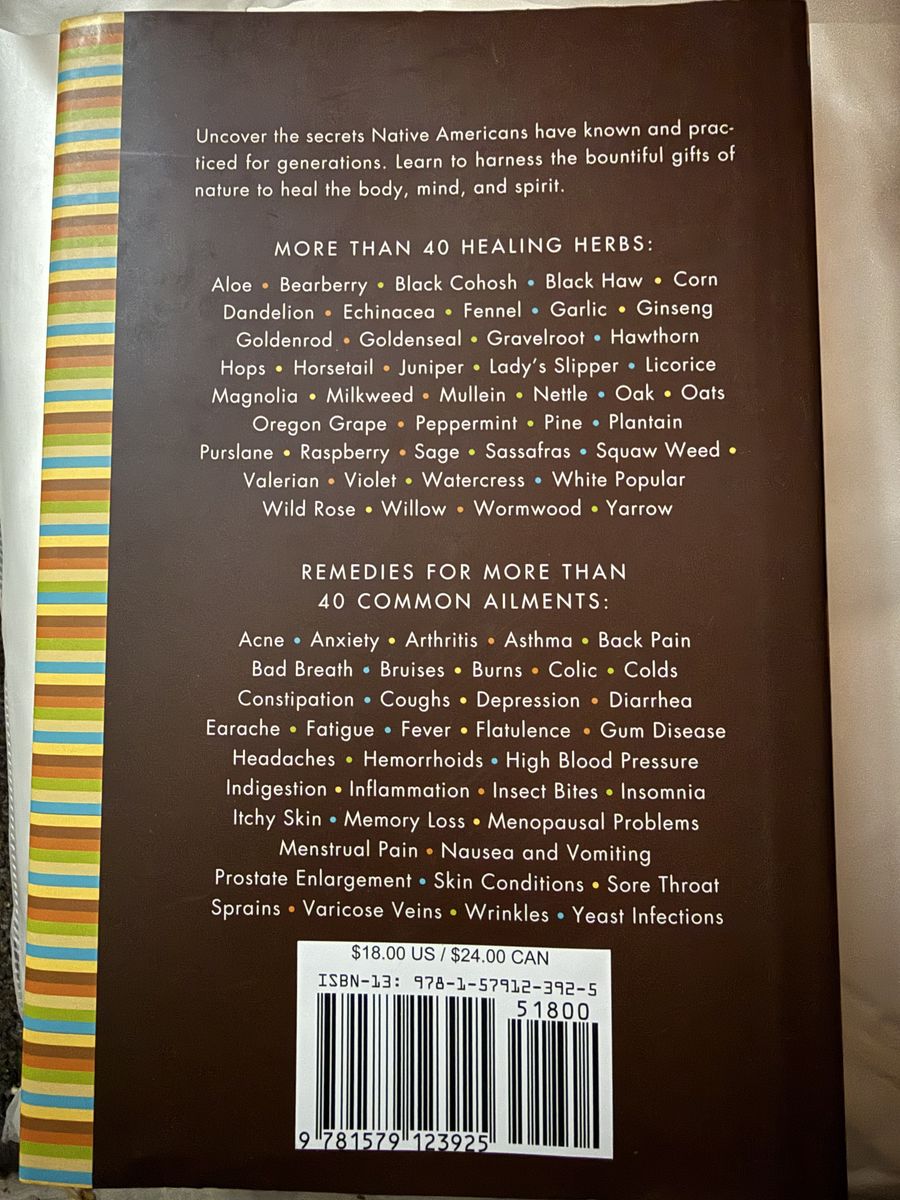 Uncover the secrets Native Americans have known and prac-
ticed for generations. Learn to harness the bountiful gifts of
nature to heal the body, mind, and spirit.
MORE THAN 40 HEALING HERBS:
Aloe • Bearberry • Black Cohosh • Black Haw • Corn
Dandelion • Echinacea • Fennel • Garlic • Ginseng
Goldenrod • Goldenseal • Gravelroot • Hawthorn
Hops • Horsetail • Juniper • Lady's Slipper • Licorice
Magnolia • Milkweed • Mullein • Nettle • Oak • Oats
Oregon Grape • Peppermint • Pine • Plantain
Purslane • Raspberry • Sage • Sassafras • Squaw Weed •
Valerian • Violet • Watercress • White Popular
Wild Rose • Willow • Wormwood • Yarrow
REMEDIES FOR MORE THAN
40 COMMON AILMENTS:
Acne • Anxiety • Arthritis • Asthma • Back Pain
Bad Breath • Bruises • Burns • Colic • Colds
Constipation • Coughs • Depression • Diarrhea
Earache • Fatigue • Fever • Flatulence • Gum Disease
Headaches • Hemorrhoids • High Blood Pressure
Indigestion • Inflammation • Insect Bites • Insomnia
Itchy Skin • Memory Loss • Menopausal Problems
Menstrual Pain • Nausea and Vomiting
Prostate Enlargement • Skin Conditions • Sore Throat
Sprains • Varicose Veins • Wrinkles • Yeast Infections
$18.00 US / $24.00 CAN
ISBN-13: 978-1-57912-392-5
51800
9 781579 123925